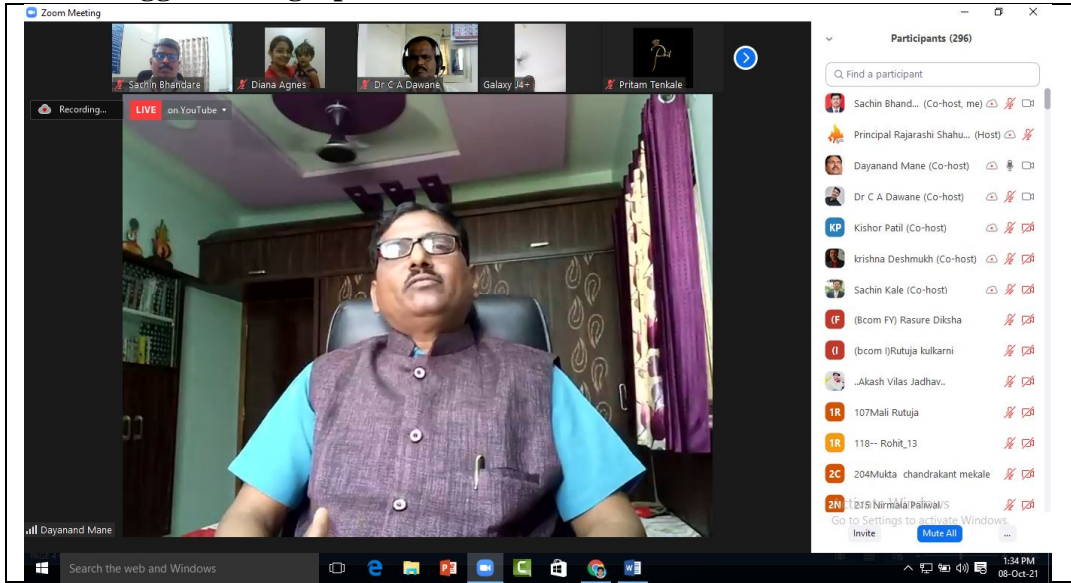 Zoom Meeting
Sachin Bhandare
Diana Agnes
Dr C A Dawane
Galaxy J4+
Pritam Tenkale
Recording...
LIVE on YouTube
Dayanand Mane
Participants (296)
Find a participant
Sachin Bhand... (Co-host, me)
Principal Rajarashi Shahu... (Host)
Dayanand Mane (Co-host)
Dr C A Dawane (Co-host)
KP Kishor Patil (Co-host)
krishna Deshmukh (Co-host)
Sachin Kale (Co-host)
(F (Bcom FY) Rasure Diksha
(I (bcom I)Rutuja kulkarni
..Akash Vilas Jadhav..
1R 107Mali Rutuja
1R 118-- Rohit_13
2C 204Mukta chandrakant mekale
2N 215 Nirmala Paliwal
Activate Windows
Go to Settings to activate Windows.
Invite
Mute All
...
Search the web and Windows
1:34 PM
08-Oct-21